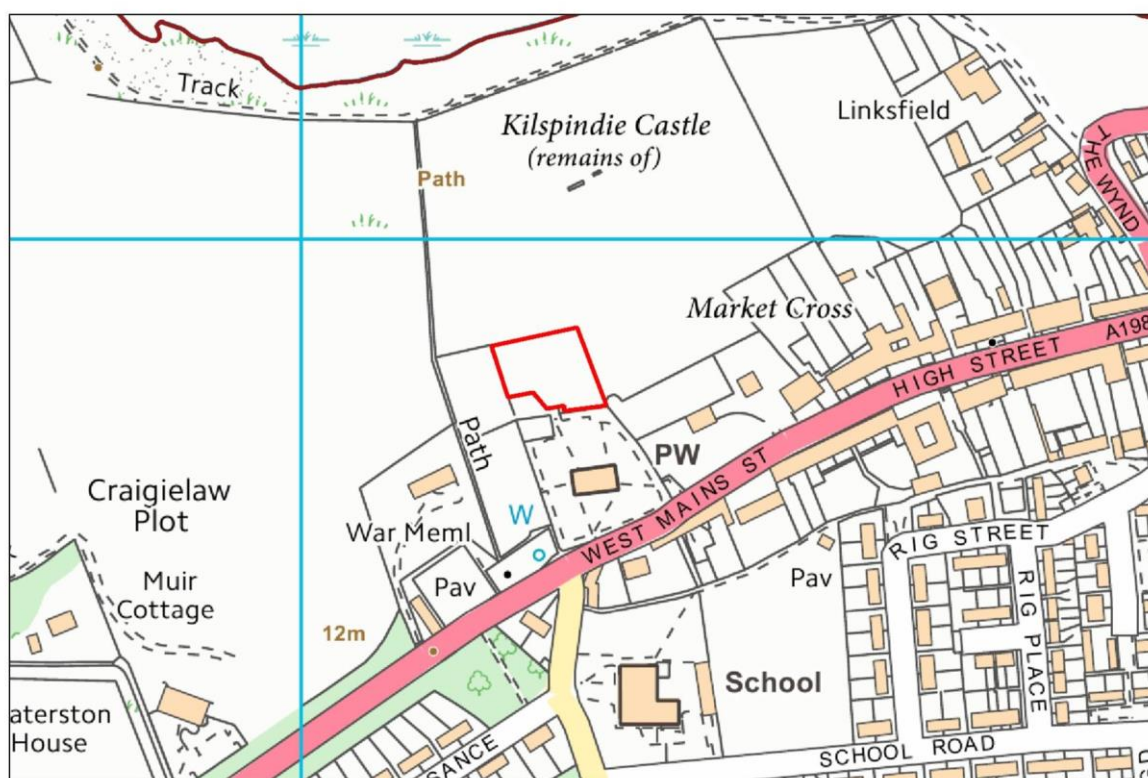 Track
Kilspindie Castle
(remains of)
Linksfield
THE WYND
Path
Market Cross
A198
HIGH STREET
Path
PW
WEST MAINS ST
Craigielaw
Plot
W
War Meml
RIG STREET
Pav
Pav
Muir
Cottage
12m
RIG PLACE
School
aterston
House
SANCE
SCHOOL ROAD